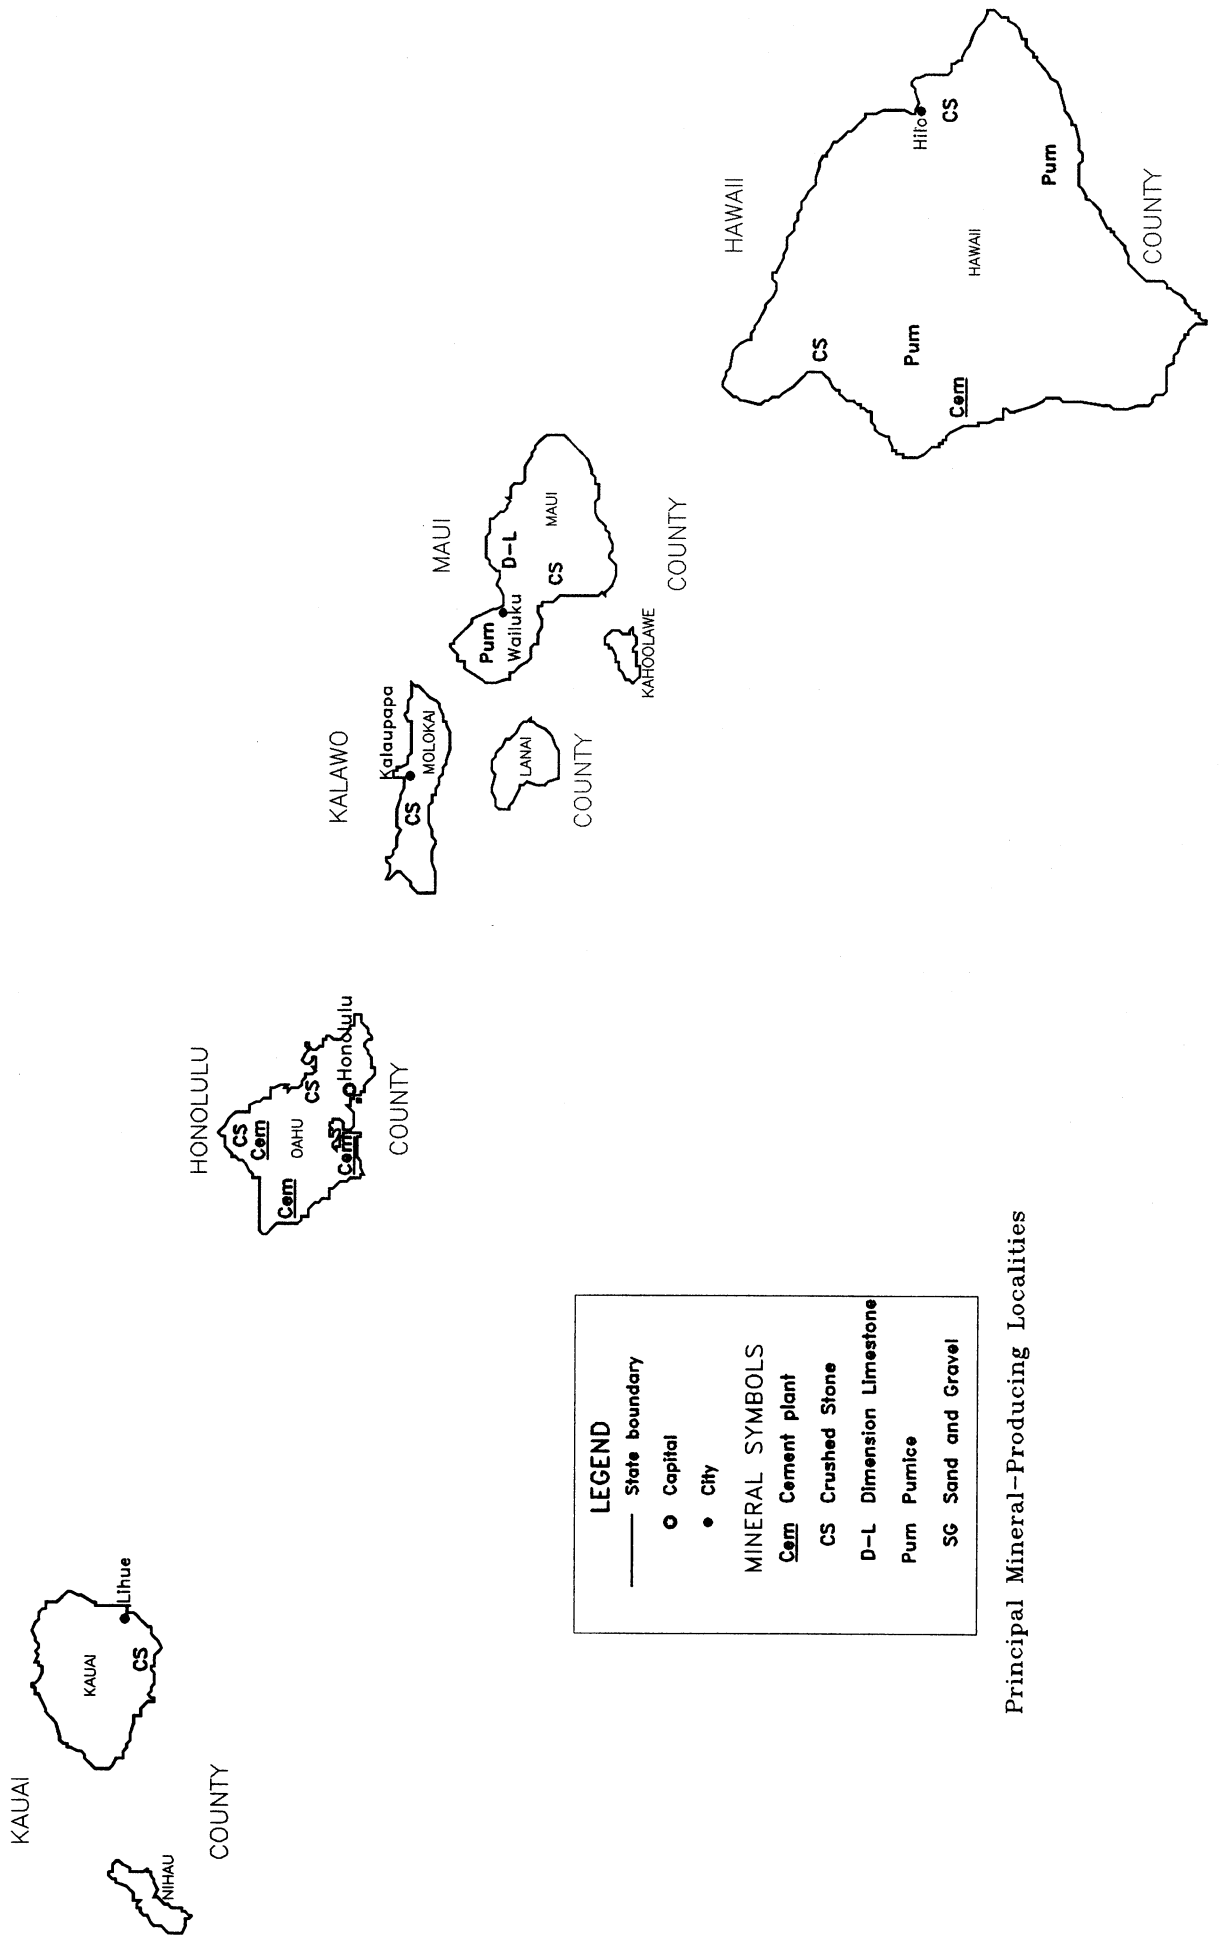 KAUAI
KAUAI
Lihue
CS
NIHAU
COUNTY
HONOLULU
CS
Cem
OAHU
CS
Cem
Cem
Honolulu
COUNTY
KALAWO
Kalaupapa
CS
MOLOKAI
LANAI
COUNTY
MAUI
Pum
Wailuku
D-L
MAUI
CS
KAHOOLAWE
COUNTY
HAWAII
CS
Pum
Cem
Hilo
CS
HAWAII
Pum
COUNTY
LEGEND
State boundary
Capital
City
MINERAL SYMBOLS
Cem Cement plant
CS Crushed Stone
D-L Dimension Limestone
Pum Pumice
SG Sand and Gravel
Principal Mineral-Producing Localities